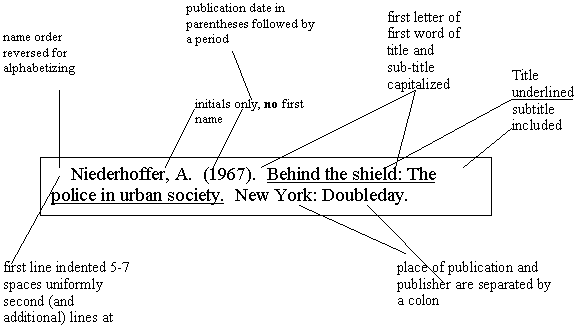 name order
reversed for
alphabetizing
publication date in
parentheses followed by
a period
initials only, no first
name
first letter of
first word of
title and
sub-title
capitalized
Title
underlined
subtitle
included
Niederhoffer, A.  (1967).  Behind the shield: The
police in urban society.  New York: Doubleday.
first line indented 5-7
spaces uniformly
second (and
additional) lines at
place of publication and
publisher are separated by
a colon